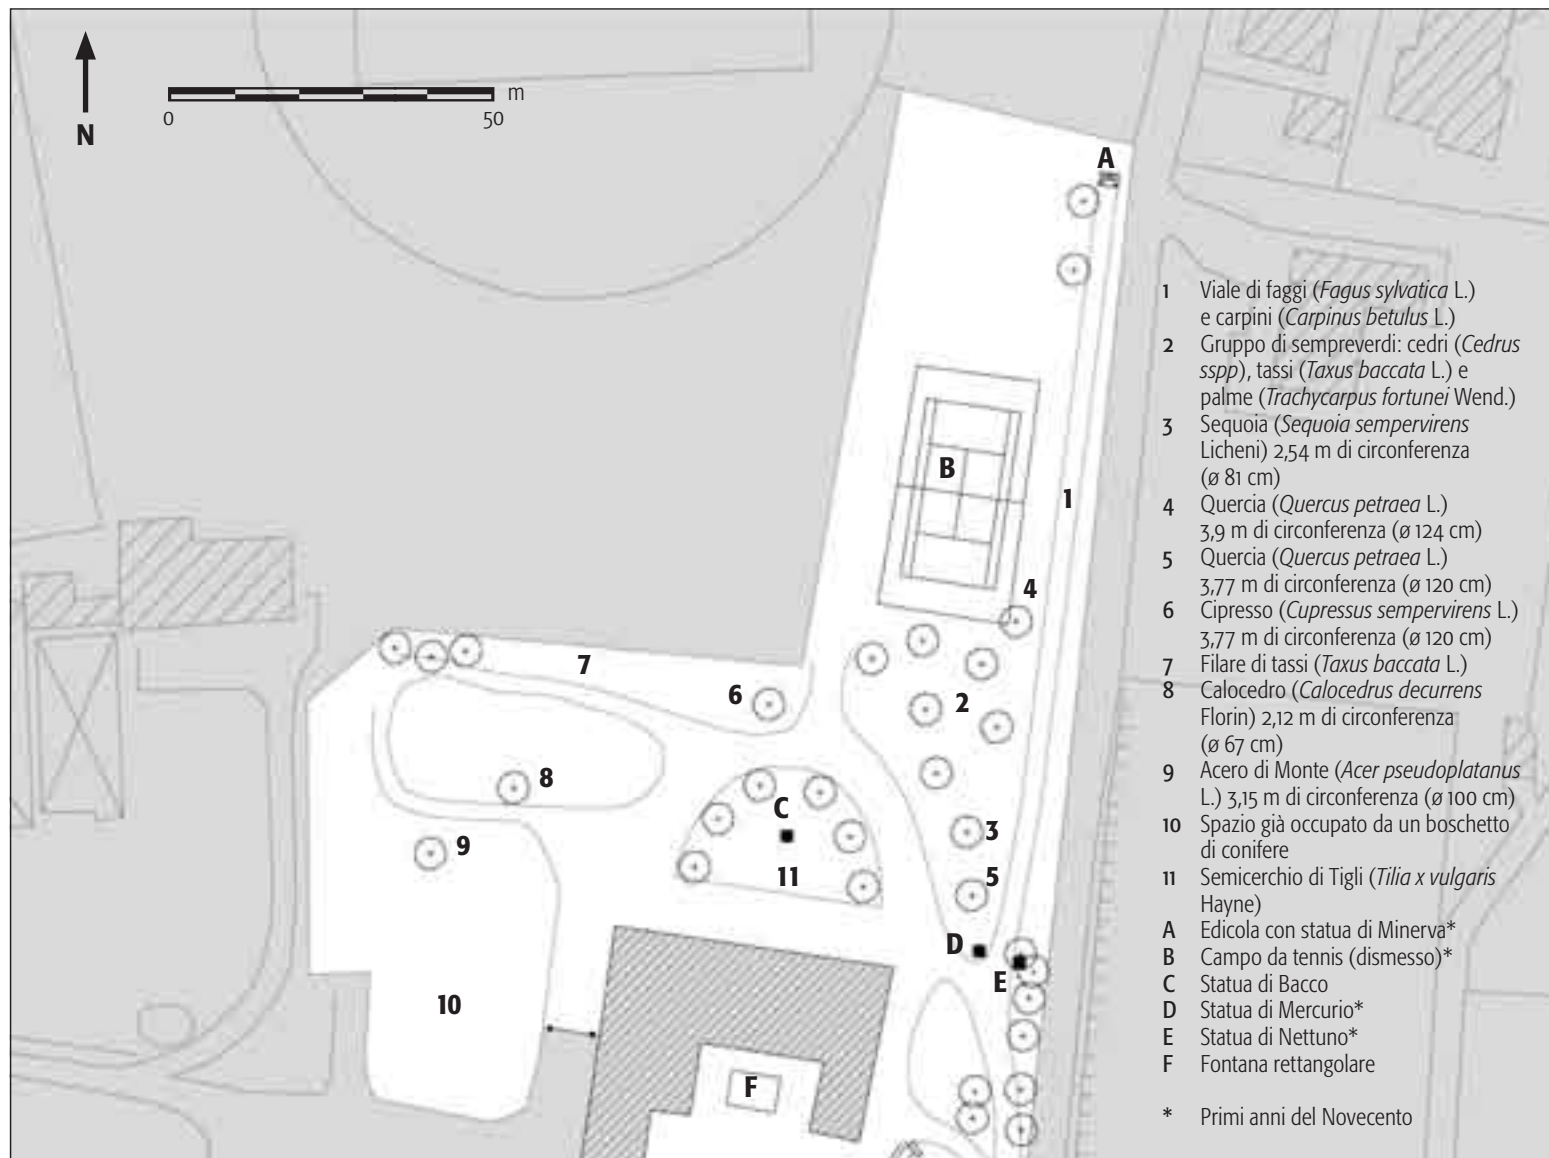 N
0 50 m
A
B
1
4
7
6
2
8
C
3
9
11
5
D
E
10
F
1 Viale di faggi (Fagus sylvatica L.)
e carpini (Carpinus betulus L.)
2 Gruppo di sempreverdi: cedri (Cedrus
sspp), tassi (Taxus baccata L.) e
palme (Trachycarpus fortunei Wend.)
3 Sequoia (Sequoia sempervirens
Licheni) 2,54 m di circonferenza
(ø 81 cm)
4 Quercia (Quercus petraea L.)
3,9 m di circonferenza (ø 124 cm)
5 Quercia (Quercus petraea L.)
3,77 m di circonferenza (ø 120 cm)
6 Cipresso (Cupressus sempervirens L.)
3,77 m di circonferenza (ø 120 cm)
7 Filare di tassi (Taxus baccata L.)
8 Calocedro (Calocedrus decurrens
Florin) 2,12 m di circonferenza
(ø 67 cm)
9 Acero di Monte (Acer pseudoplatanus
L.) 3,15 m di circonferenza (ø 100 cm)
10 Spazio già occupato da un boschetto
di conifere
11 Semicerchio di Tigli (Tilia x vulgaris
Hayne)
A Edicola con statua di Minerva*
B Campo da tennis (dismesso)*
C Statua di Bacco
D Statua di Mercurio*
E Statua di Nettuno*
F Fontana rettangolare
* Primi anni del Novecento